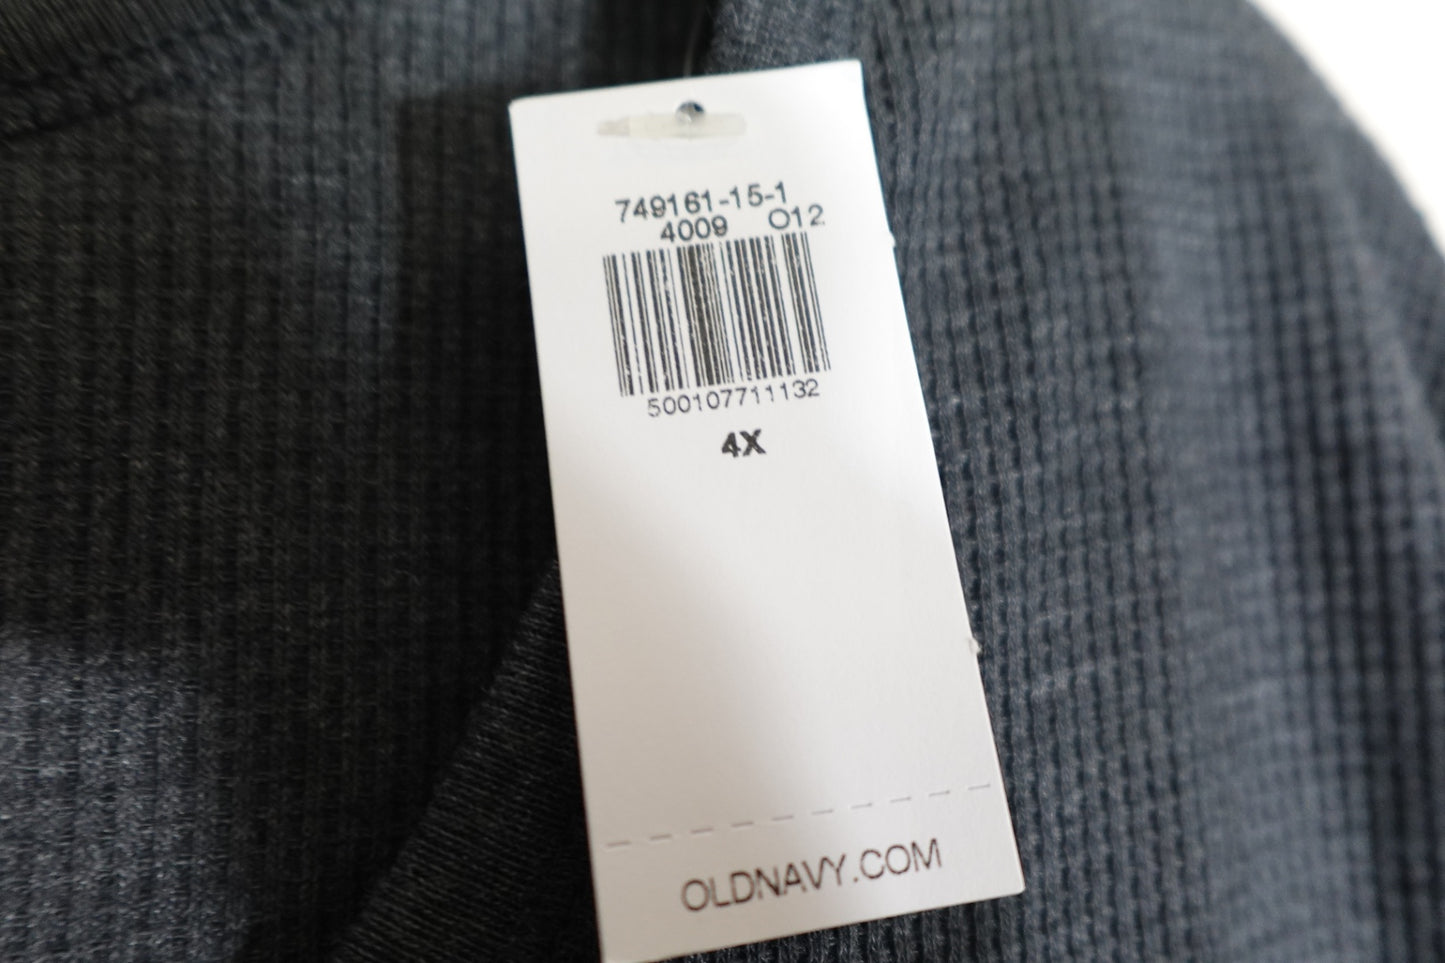 749161-15-1
4009 O12
500107711132
4X
OLDNAVY.COM